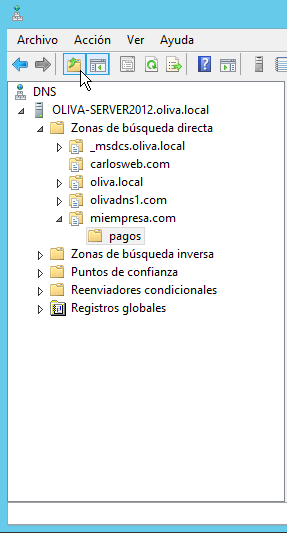 Archivo Acción Ver Ayuda
DNS
OLIVA-SERVER2012.oliva.local
Zonas de búsqueda directa
_msdcs.oliva.local
carlosweb.com
oliva.local
olivadns1.com
miempresa.com
pagos
Zonas de búsqueda inversa
Puntos de confianza
Reenviadores condicionales
Registros globales